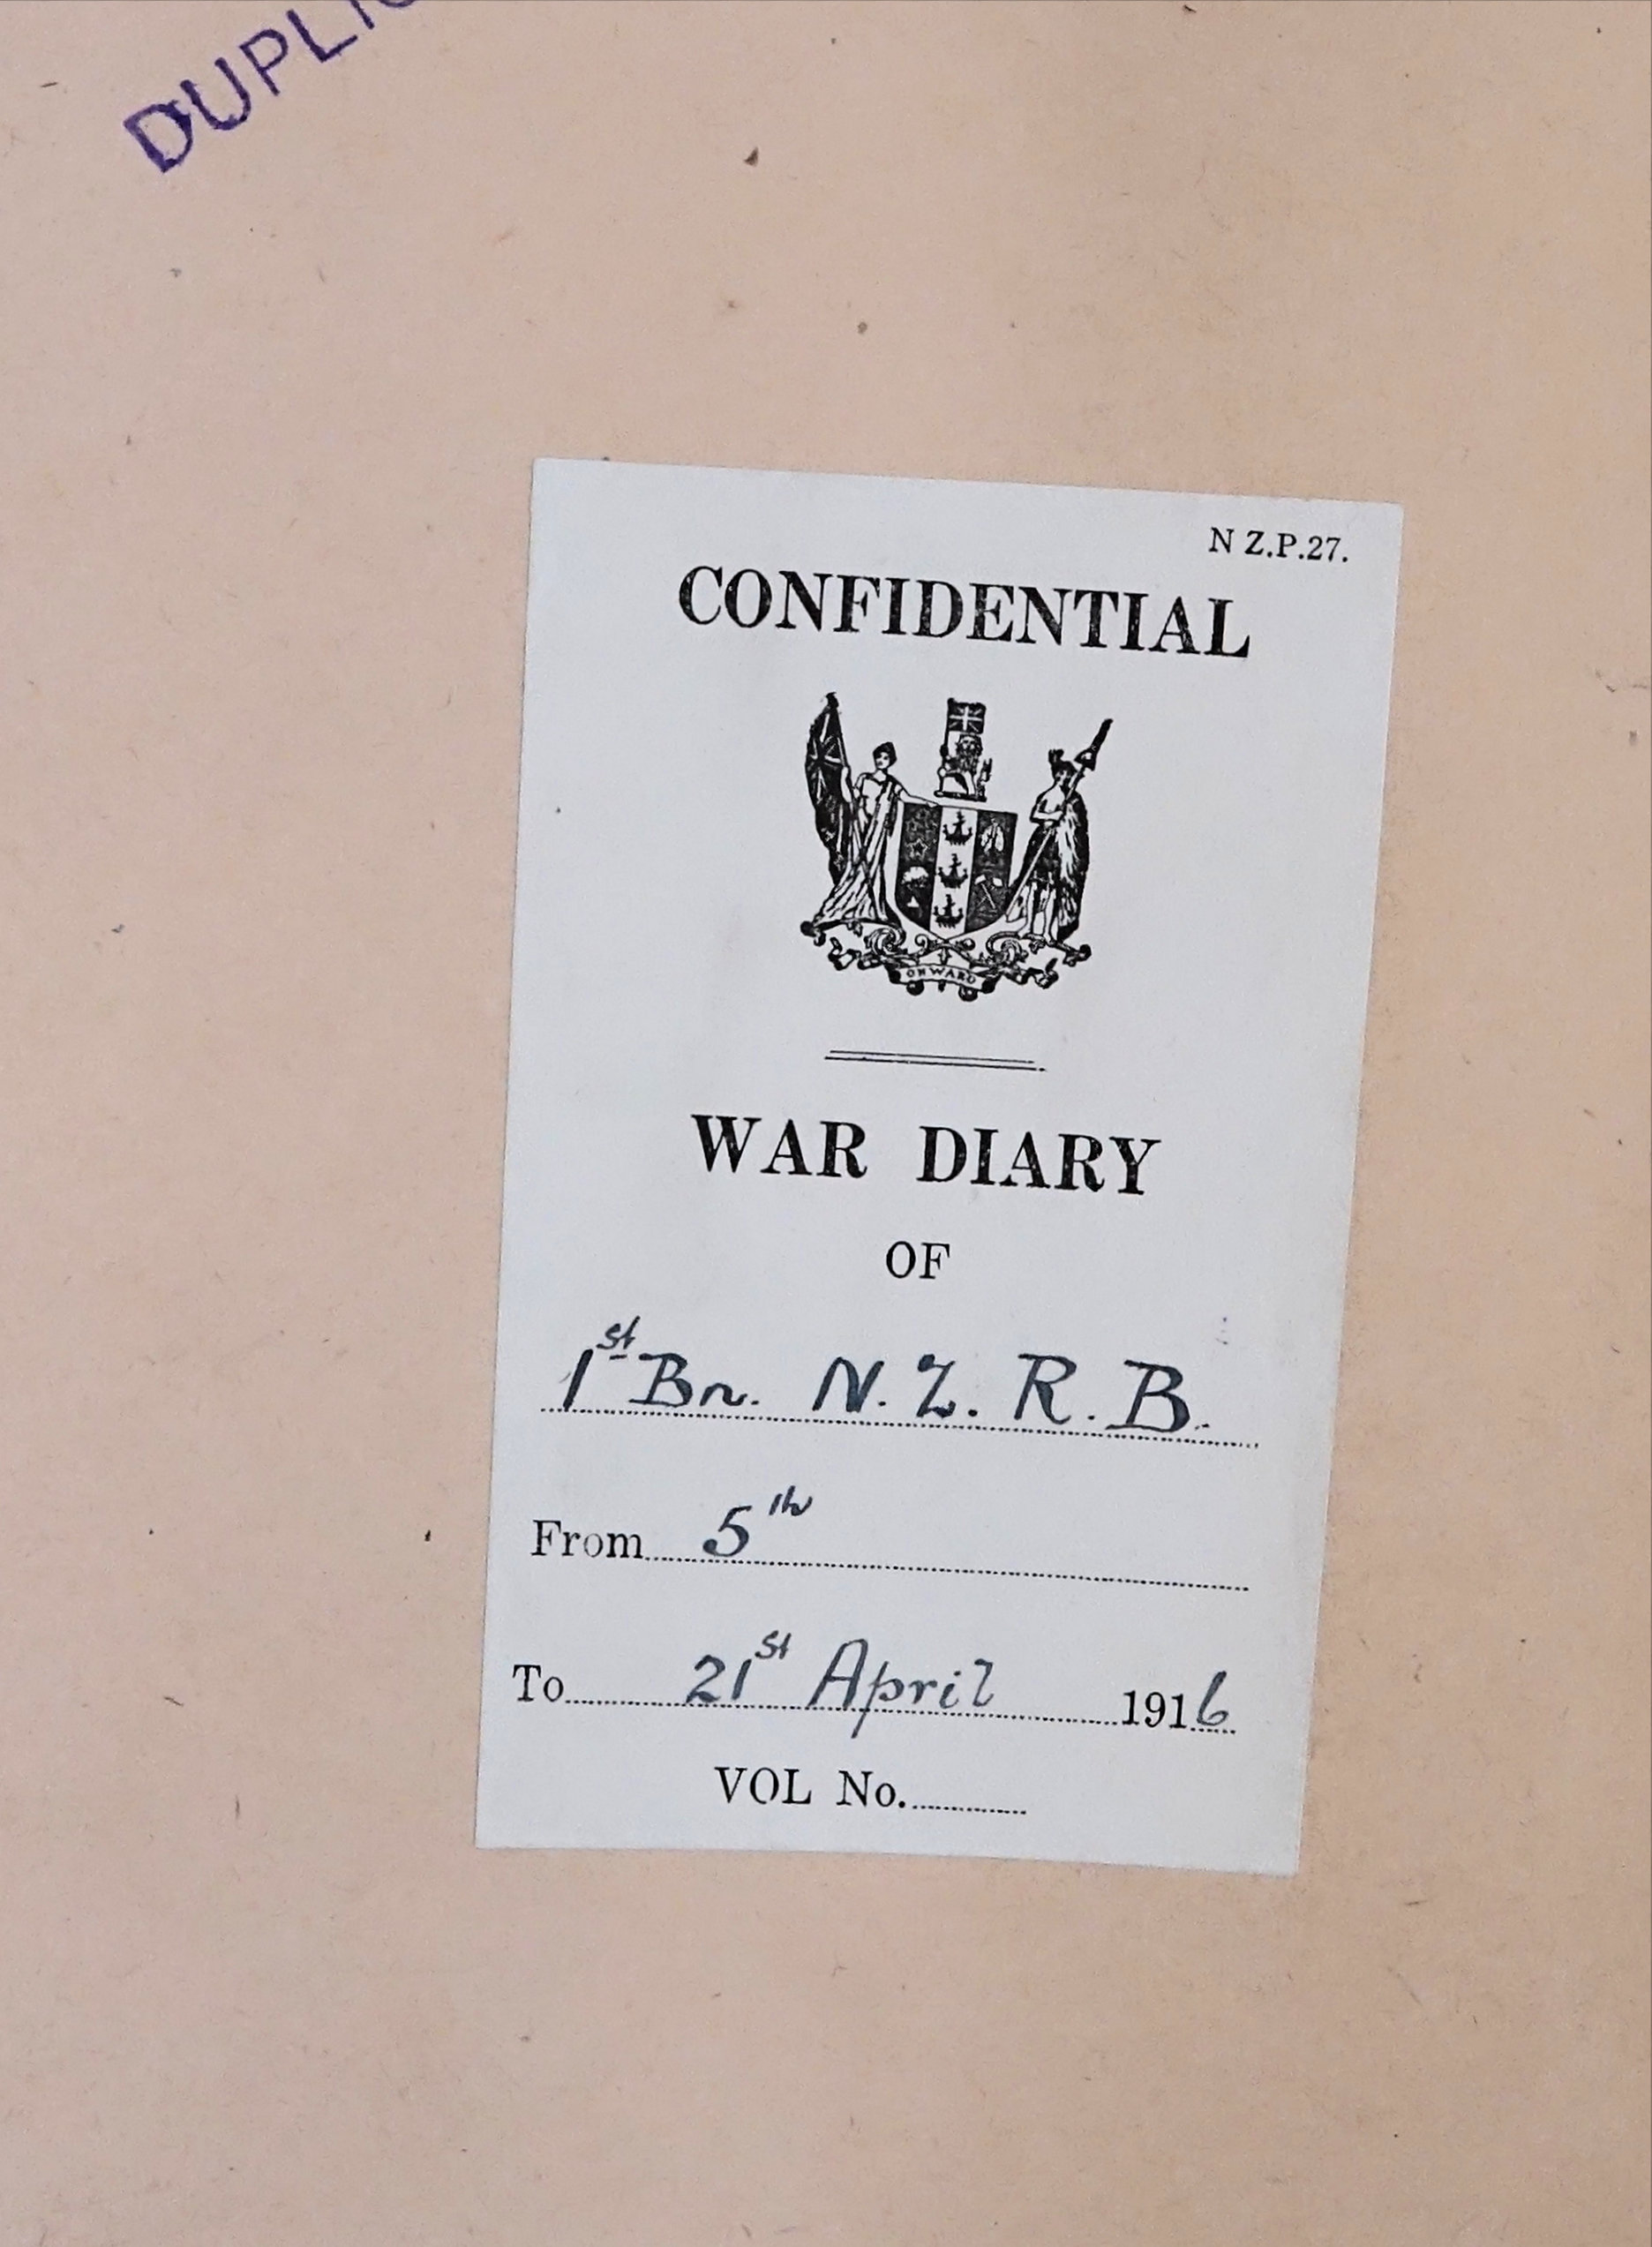 DUPLIC
N Z.P.27.
CONFIDENTIAL
ONWARD
WAR DIARY
OF
1st Bn. N.Z.R.B.
From 5th
To 21st April 1916
VOL No.